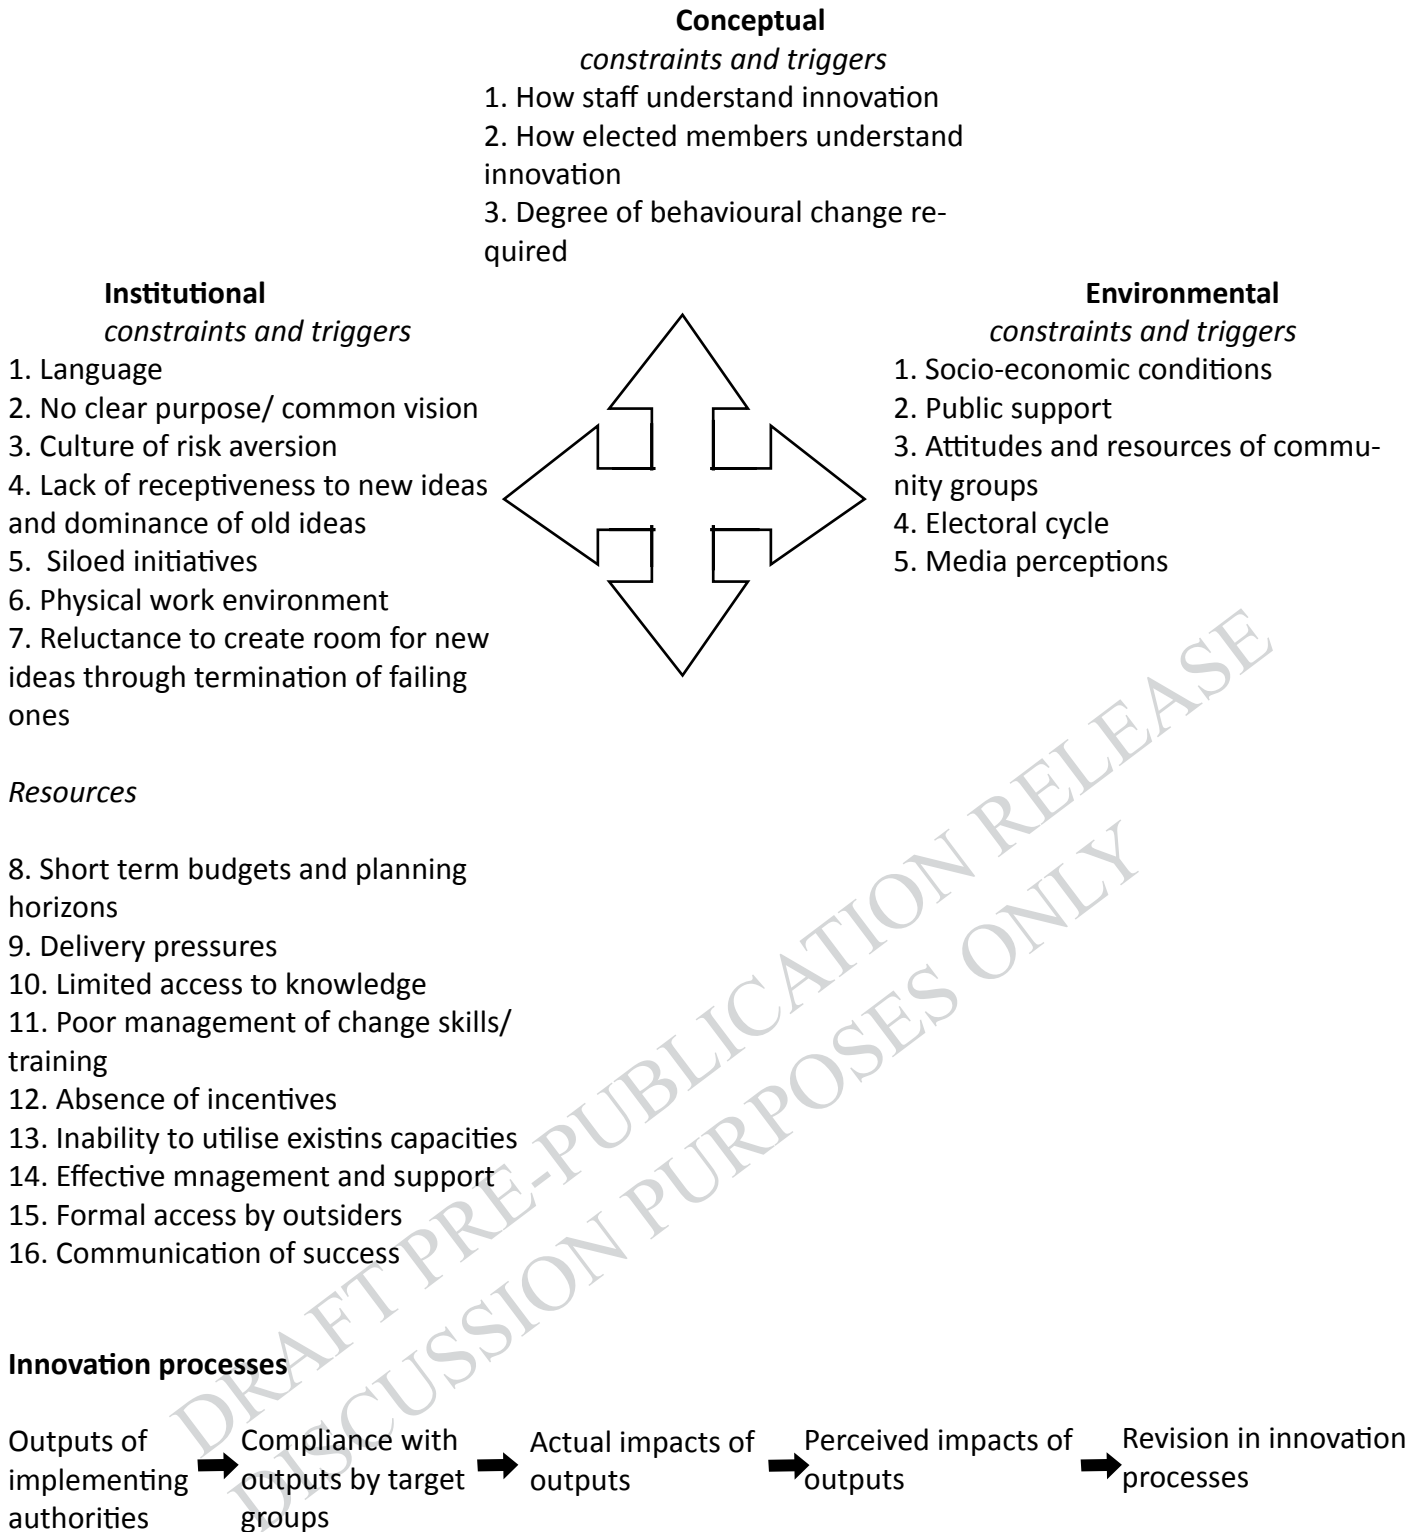 Conceptual
constraints and triggers
1. How staff understand innovation
2. How elected members understand
innovation
3. Degree of behavioural change re-
quired
Institutional
constraints and triggers
1. Language
2. No clear purpose/ common vision
3. Culture of risk aversion
4. Lack of receptiveness to new ideas
and dominance of old ideas
5.  Siloed initiatives
6. Physical work environment
7. Reluctance to create room for new
ideas through termination of failing
ones
Resources
8. Short term budgets and planning
horizons
9. Delivery pressures
10. Limited access to knowledge
11. Poor management of change skills/
training
12. Absence of incentives
13. Inability to utilise existins capacities
14. Effective mnagement and support
15. Formal access by outsiders
16. Communication of success
Environmental
constraints and triggers
1. Socio-economic conditions
2. Public support
3. Attitudes and resources of commu-
nity groups
4. Electoral cycle
5. Media perceptions
Innovation processes
Outputs of
implementing
authorities
Compliance with
outputs by target
groups
Actual impacts of
outputs
Perceived impacts of
outputs
Revision in innovation
processes
DRAFT PRE-PUBLICATION RELEASE
DISCUSSION PURPOSES ONLY